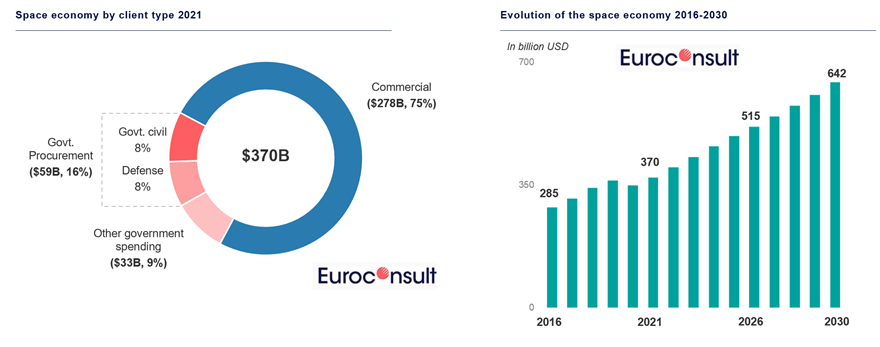 Space economy by client type 2021
Commercial
($278B, 75%)
Govt. civil
8%
Govt.
Procurement
($59B, 16%)
Defense
8%
$370B
Other government
spending
($33B, 9%)
Euroconsult
Evolution of the space economy 2016-2030
In billion USD
Euroconsult
700
642
515
370
350
285
0
2016
2021
2026
2030